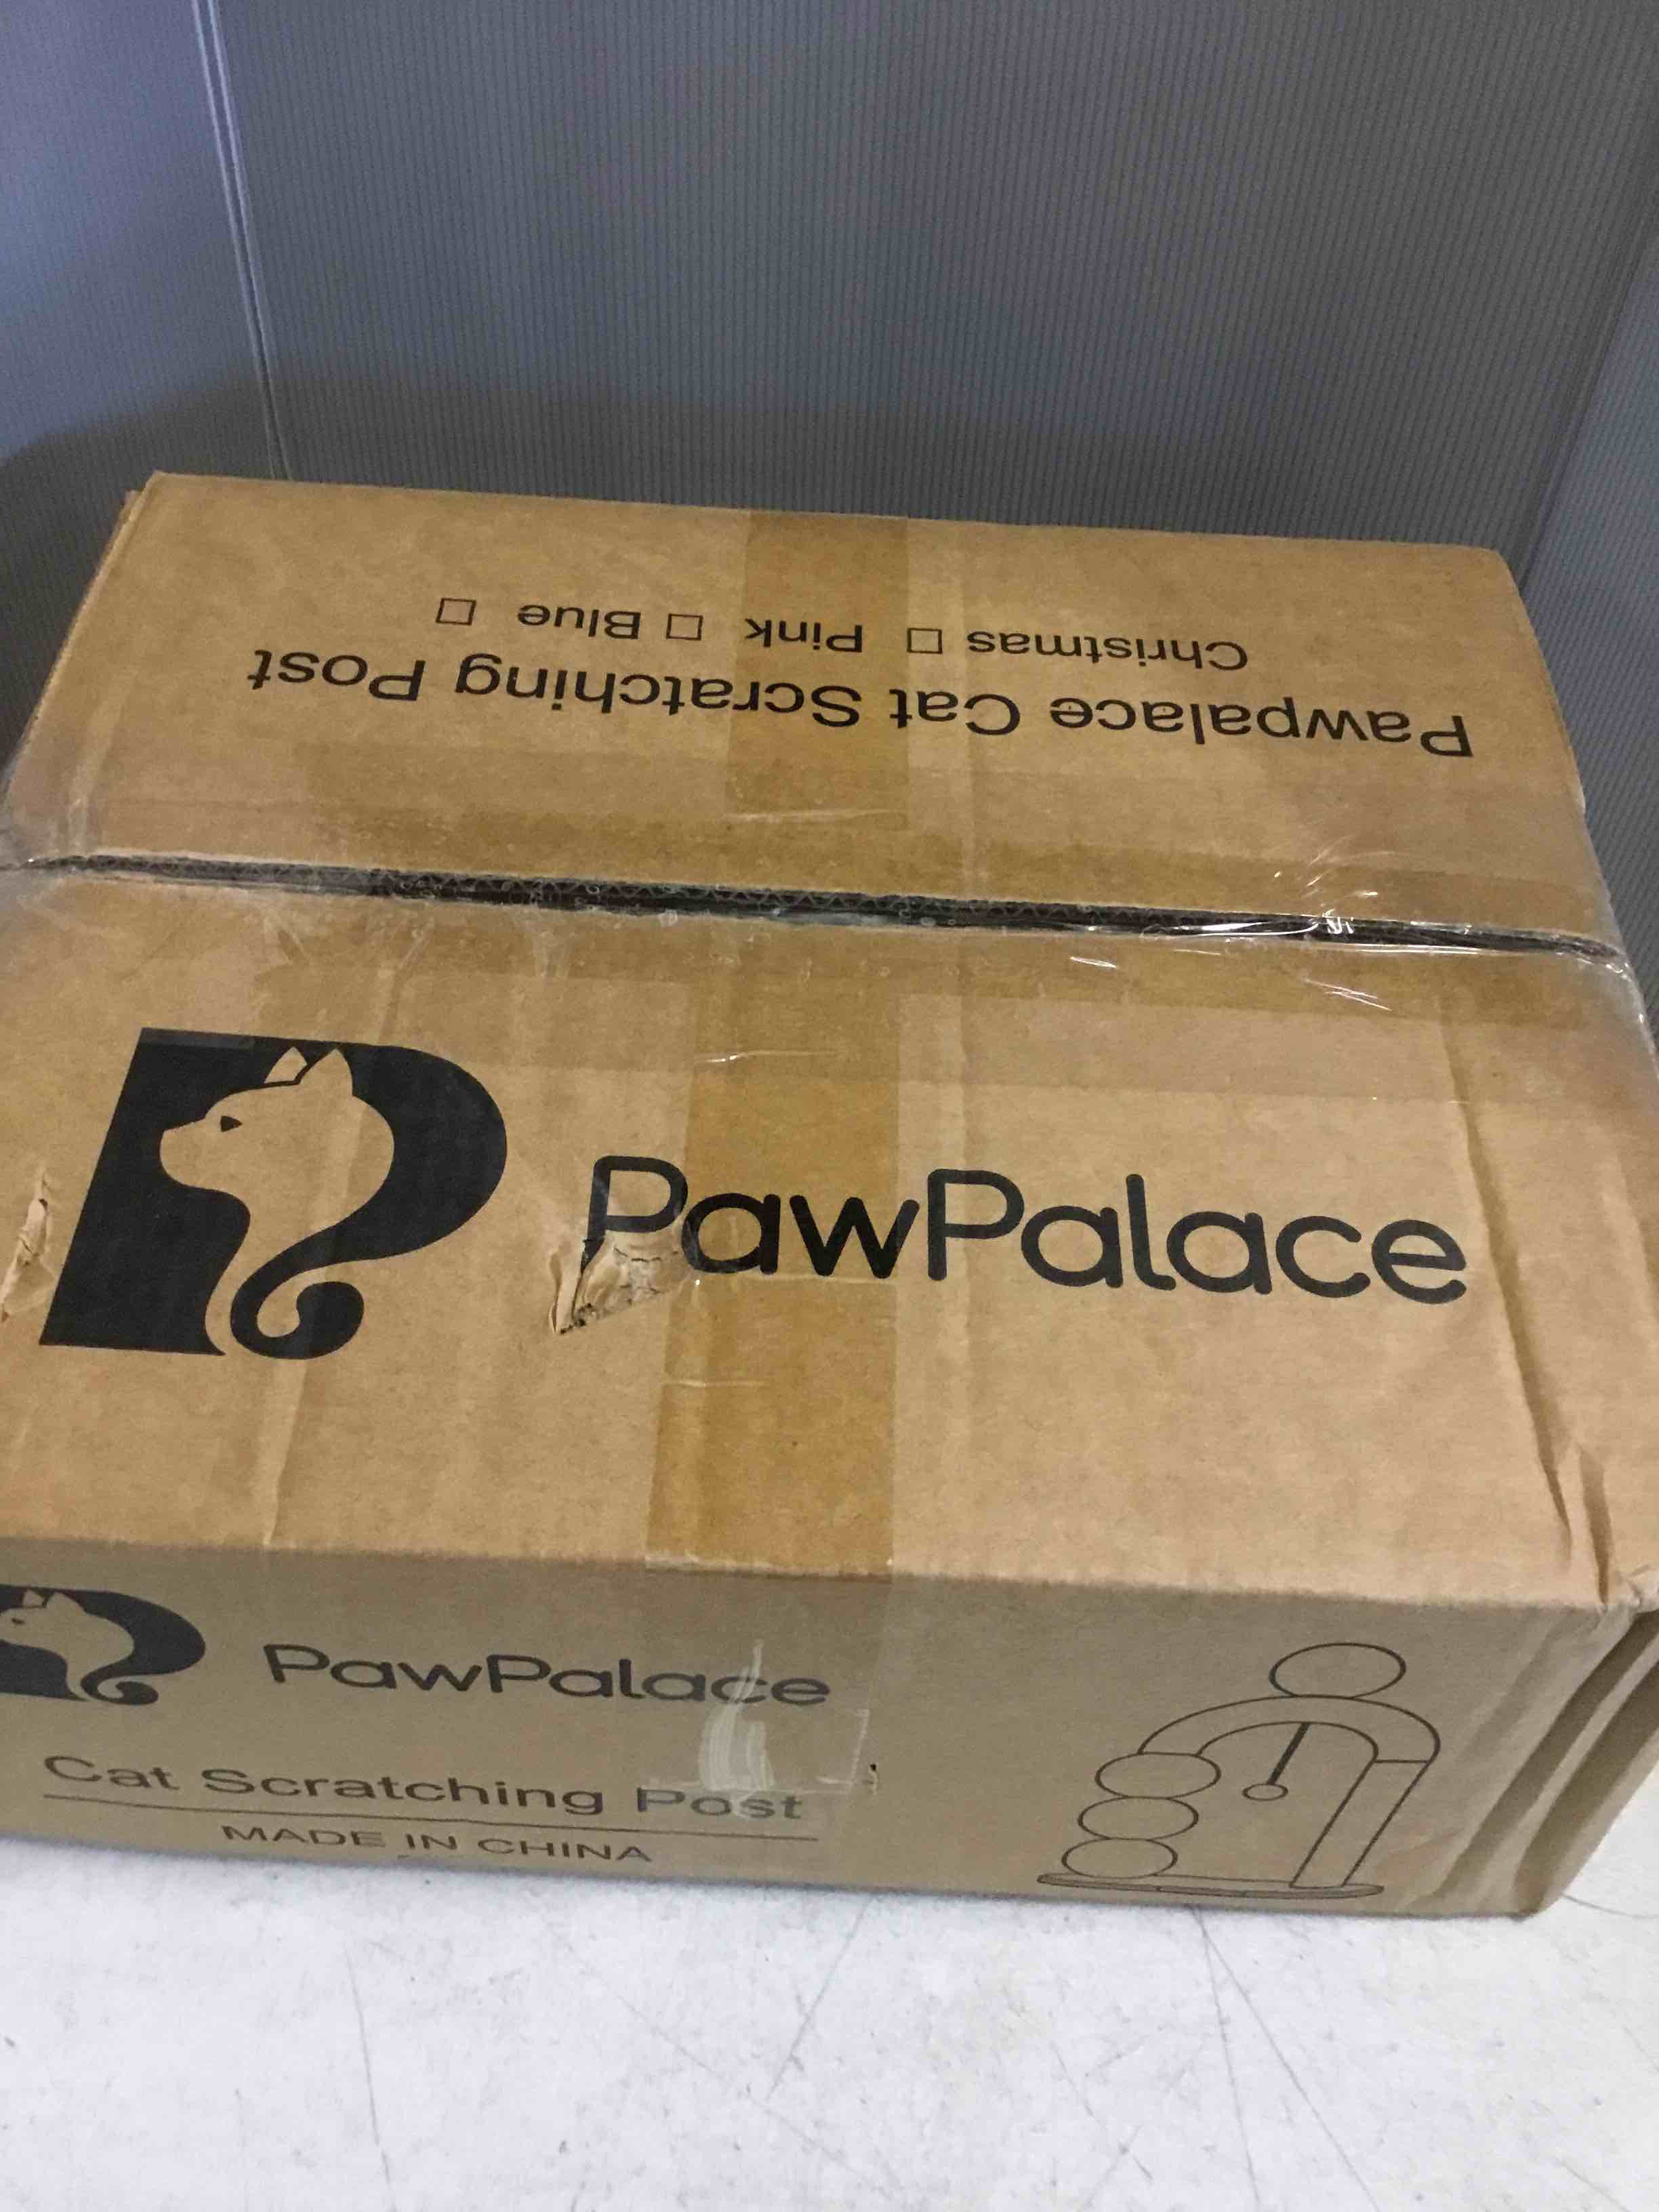 Pawpalace Cat Scratching Post
Christmas □ Pink □ Blue □
PawPalace
PawPalace
Cat Scratching Post
MADE IN CHINA